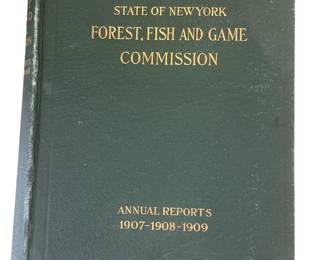 STATE OF NEW YORK
FOREST, FISH AND GAME
COMMISSION
ANNUAL REPORTS
1907-1908-1909